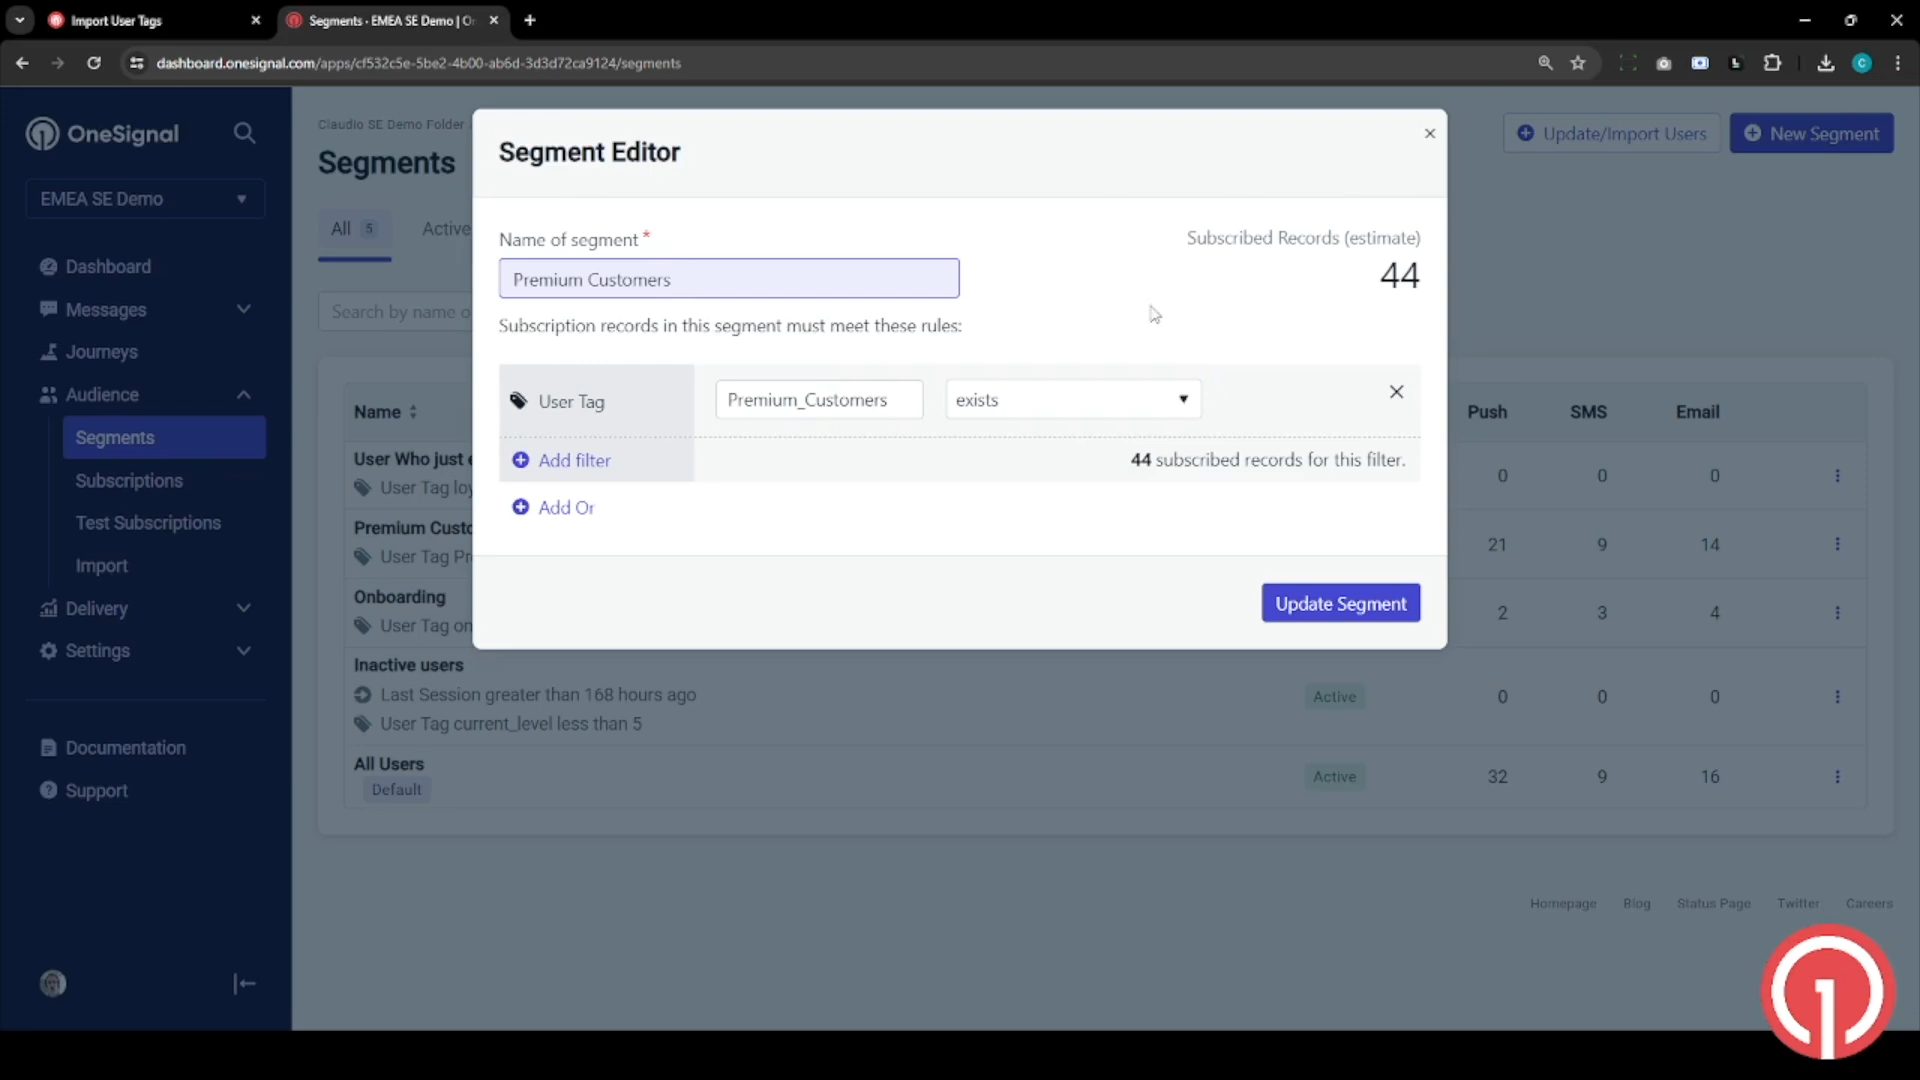 Import User Tags
Segments · EMEA SE Demo | On
dashboard.onesignal.com/apps/cf532c5e-5be2-4b00-ab6d-3d3d72ca9124/segments
C
OneSignal
EMEA SE Demo
Dashboard
Messages
Journeys
Audience
Segments
Subscriptions
Test Subscriptions
Import
Delivery
Settings
Documentation
Support
Claudio SE Demo Folder
Segments
Update/Import Users
New Segment
All 5
Active
Search by name o
Name
Push SMS Email
User Who just
User Tag loy
0 0 0
Premium Custo
User Tag Pr
21 9 14
Onboarding
User Tag on
2 3 4
Inactive users
Last Session greater than 168 hours ago
User Tag current_level less than 5
Active 0 0 0
All Users
Default
Active 32 9 16
Segment Editor
Name of segment *
Premium Customers
Subscribed Records (estimate)
44
Subscription records in this segment must meet these rules:
User Tag Premium_Customers exists
Add filter
44 subscribed records for this filter.
Add Or
Update Segment
Homepage Blog Status Page Twitter Careers